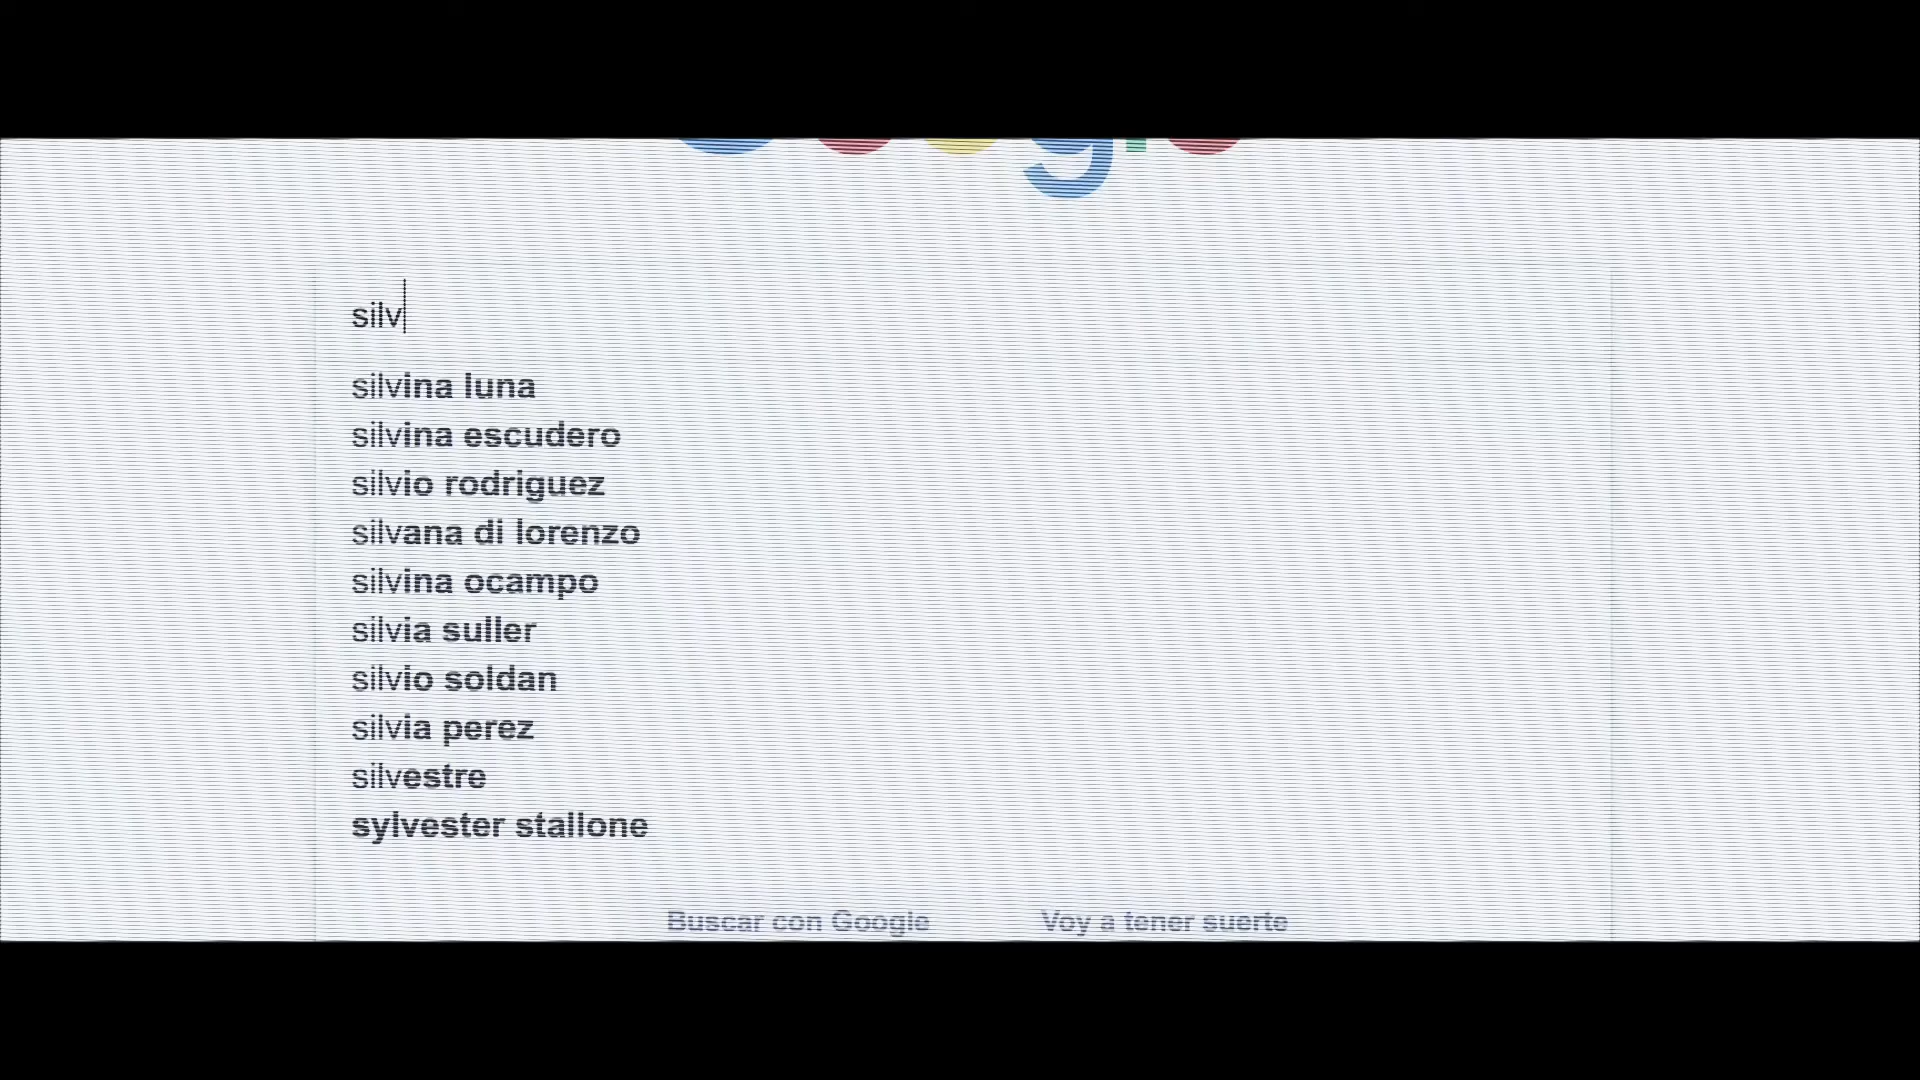 Google
silv
silvina luna
silvina escudero
silvio rodriguez
silvana di lorenzo
silvina ocampo
silvia suller
silvio soldan
silvia perez
silvestre
sylvester stallone
Buscar con Google
Voy a tener suerte